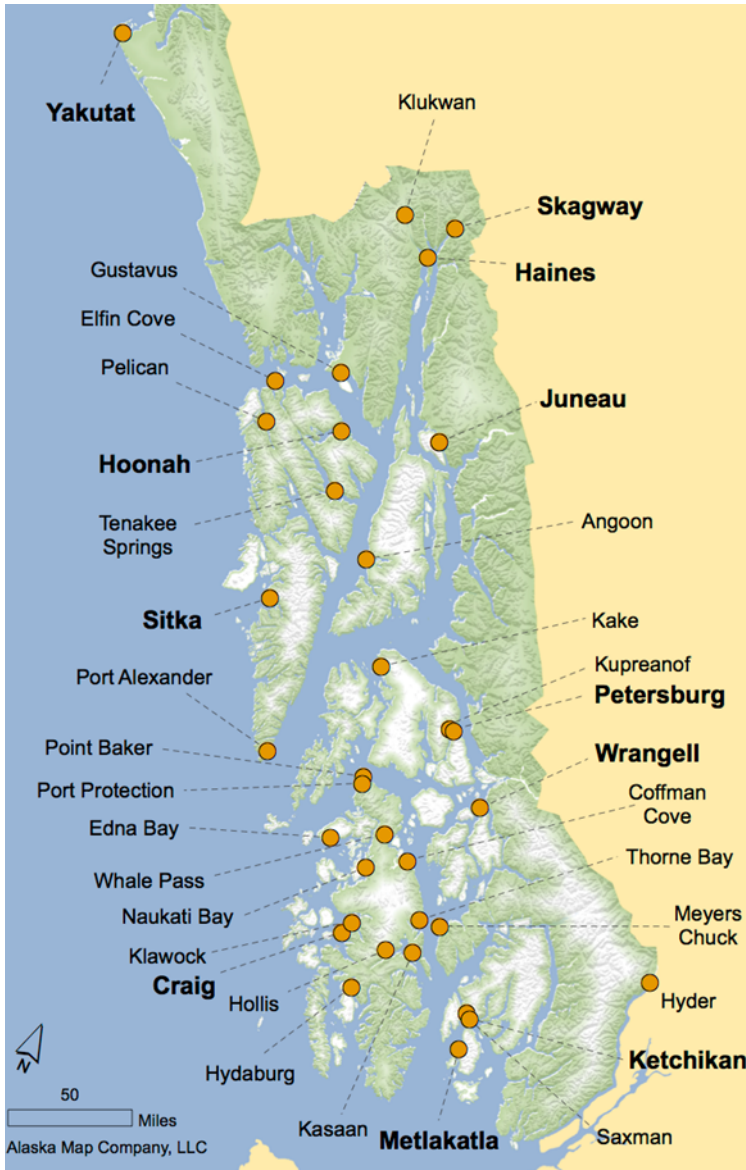 Klukwan
Yakutat
Skagway
Gustavus
Haines
Elfin Cove
Pelican
Juneau
Hoonah
Tenakee
Springs
Angoon
Sitka
Kake
Kupreanof
Port Alexander
Petersburg
Point Baker
Wrangell
Port Protection
Coffman
Cove
Edna Bay
Thorne Bay
Whale Pass
Naukati Bay
Meyers
Chuck
Klawock
Craig
Hollis
Hyder
Hydaburg
Ketchikan
N
50
Miles
Kasaan
Metlakatla
Saxman
Alaska Map Company, LLC